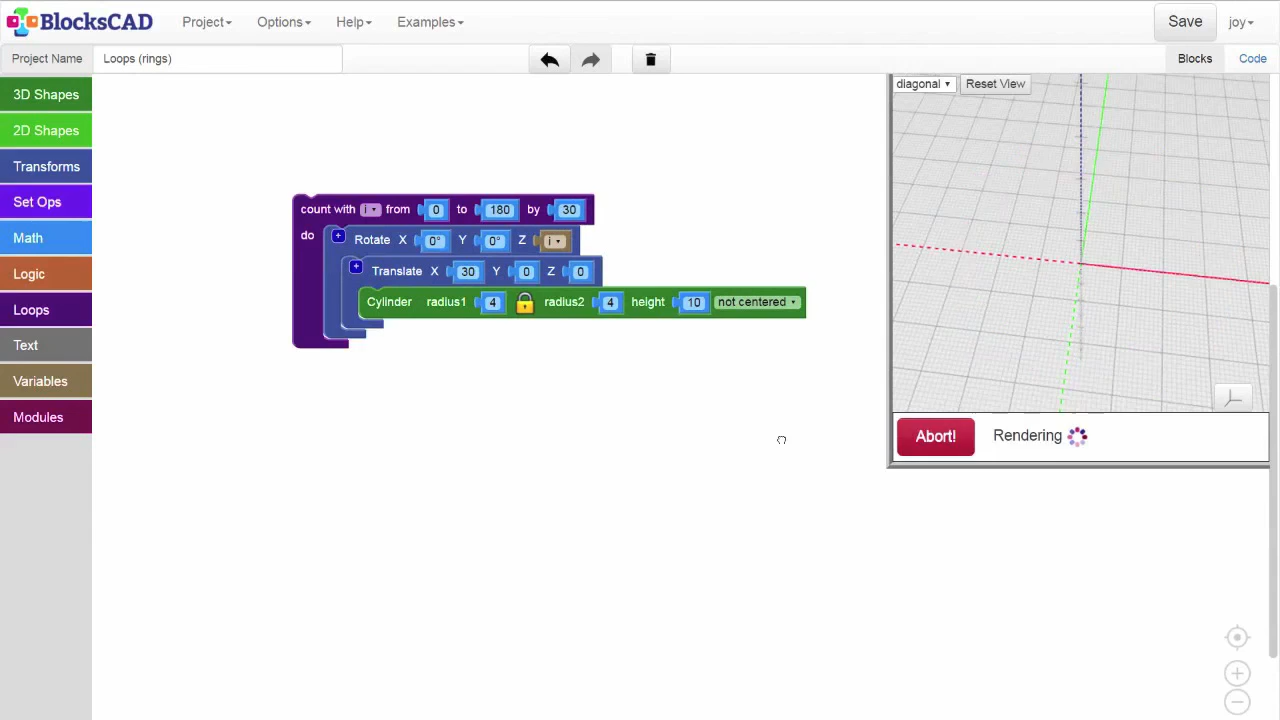 BlocksCAD Project Options Help Examples Save joy
Project Name Loops (rings) Blocks Code
3D Shapes
2D Shapes
Transforms
Set Ops
Math
Logic
Loops
Text
Variables
Modules
count with i from 0 to 180 by 30
do Rotate X 0° Y 0° Z i
Translate X 30 Y 0 Z 0
Cylinder radius1 4 radius2 4 height 10 not centered
diagonal Reset View
Abort! Rendering